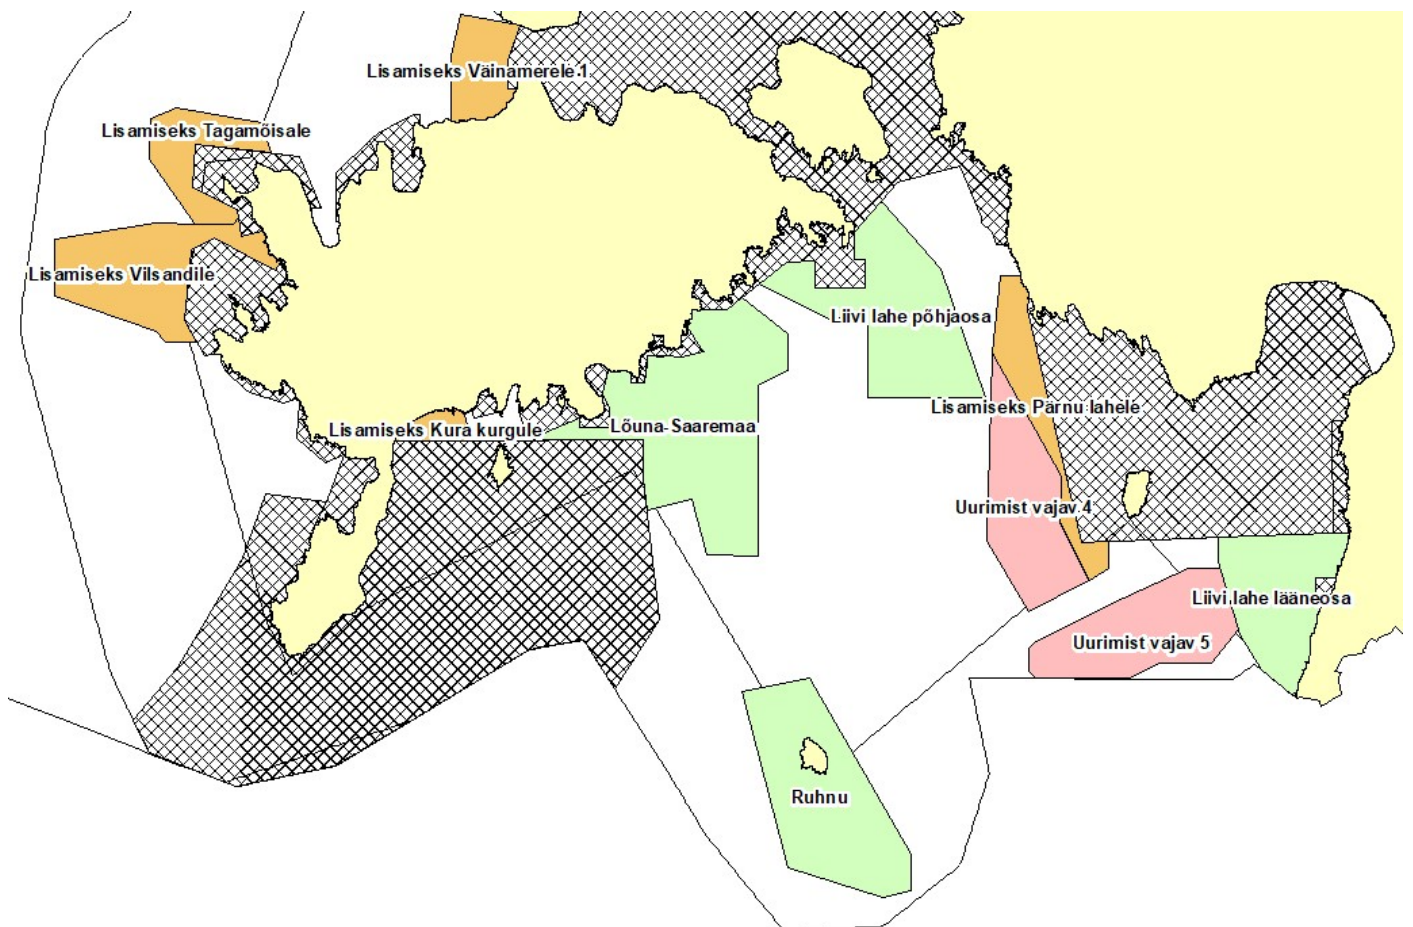 Lisamiseks Väinamerele 1
Lisamiseks Tagamõisale
Lisamiseks Vilsandile
Liivi lahe põhjaosa
Lisamiseks Pärnu lahele
Lõuna-Saaremaa
Lisamiseks Kura kurgule
Uurimist vajav 4
Liivi lahe lääneosa
Uurimist vajav 5
Ruhnu